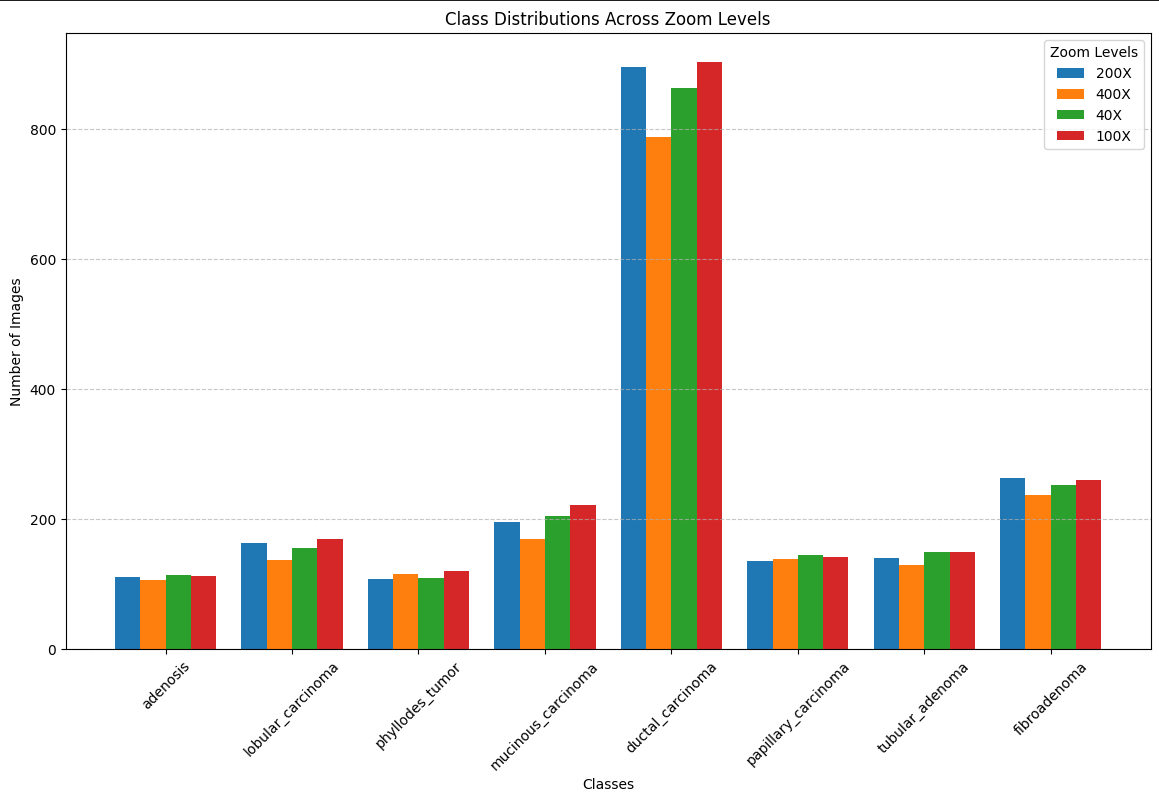 Class Distributions Across Zoom Levels
Zoom Levels
200X
400X
40X
100X
Number of Images
800
600
400
200
0
adenosis
lobular_carcinoma
phyllodes_tumor
mucinous_carcinoma
ductal_carcinoma
papillary_carcinoma
tubular_adenoma
fibroadenoma
Classes